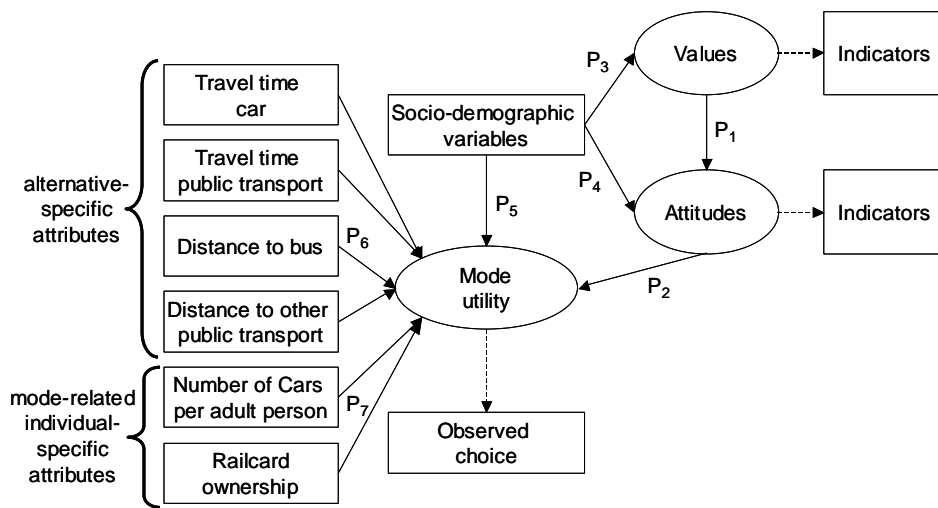 alternative-
specific
attributes
mode-related
individual-
specific
attributes
Travel time
car
Travel time
public transport
Distance to bus
Distance to other
public transport
Number of Cars
per adult person
Railcard
ownership
P6
P7
Socio-demographic
variables
P5
Mode
utility
Observed
choice
P3
P4
Values
P1
Attitudes
P2
Indicators
Indicators